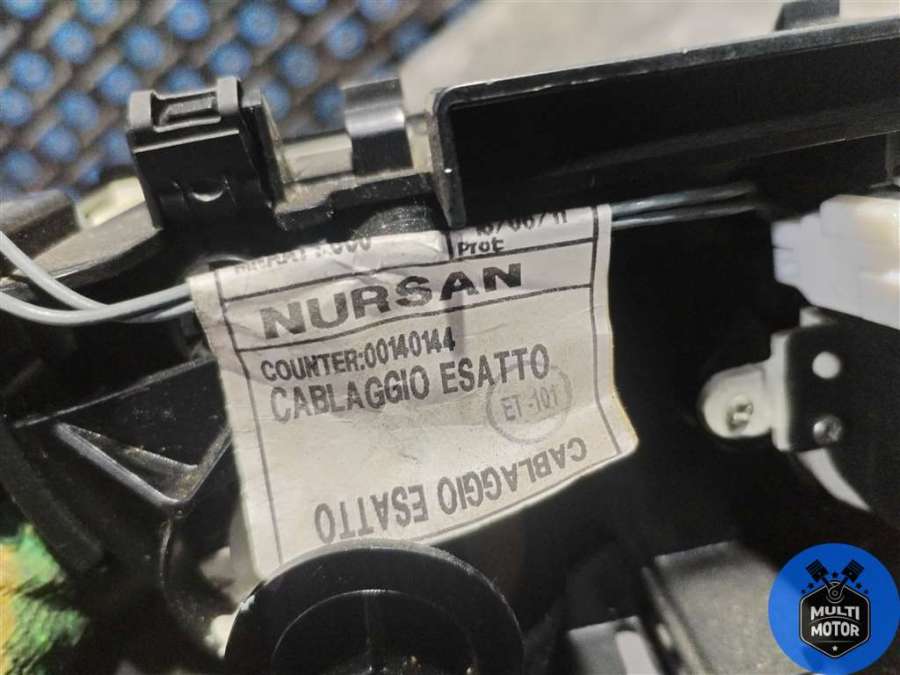 Prot
NURSAN
COUNTER:00140144
CABLAGGIO ESATTO
ET-101
CABLAGGIO ESATTO
MULTI
MOTOR